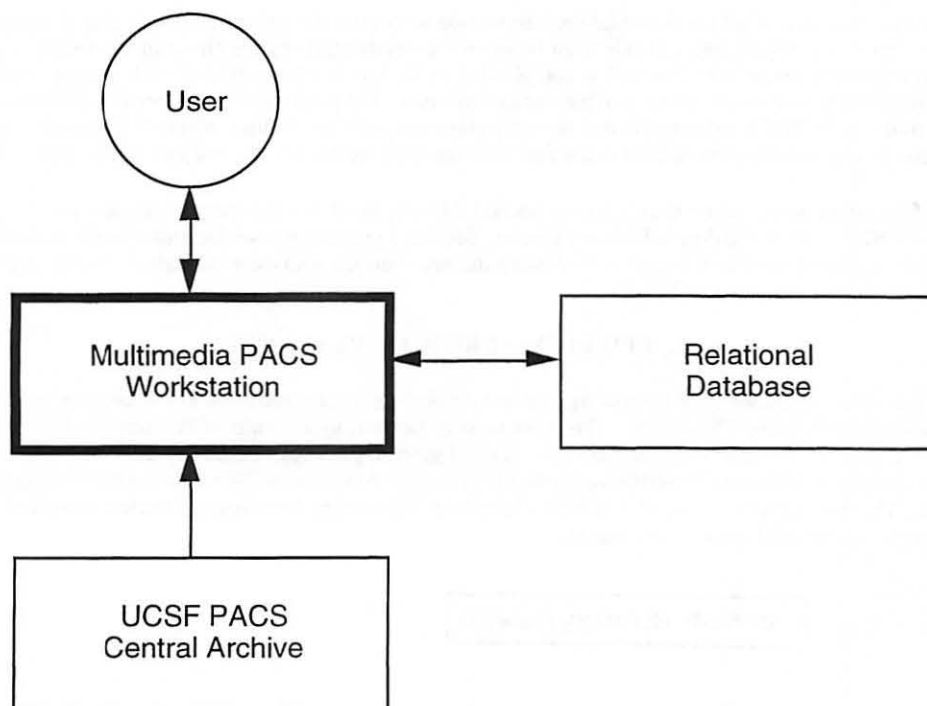 User
Multimedia PACS
Workstation
Relational
Database
UCSF PACS
Central Archive